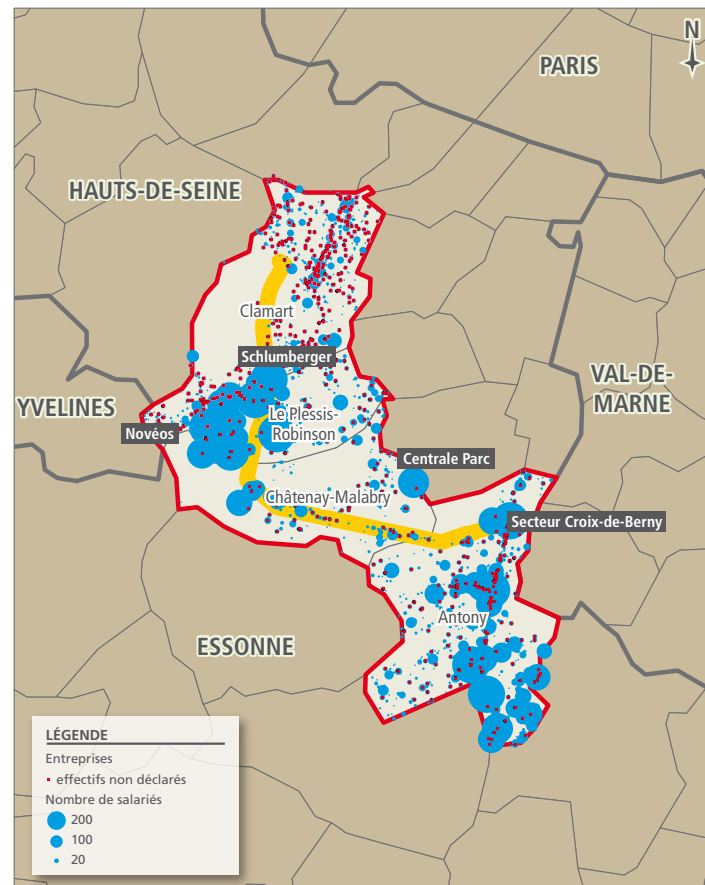 N
PARIS
HAUTS-DE-SEINE
Clamart
Schlumberger
VAL-DE-
MARNE
YVELINES
Le Plessis-
Robinson
Novéos
Centrale Parc
Châtenay-Malabry
Secteur Croix-de-Berny
Antony
ESSONNE
LÉGENDE
Entreprises
effectifs non déclarés
Nombre de salariés
200
100
20